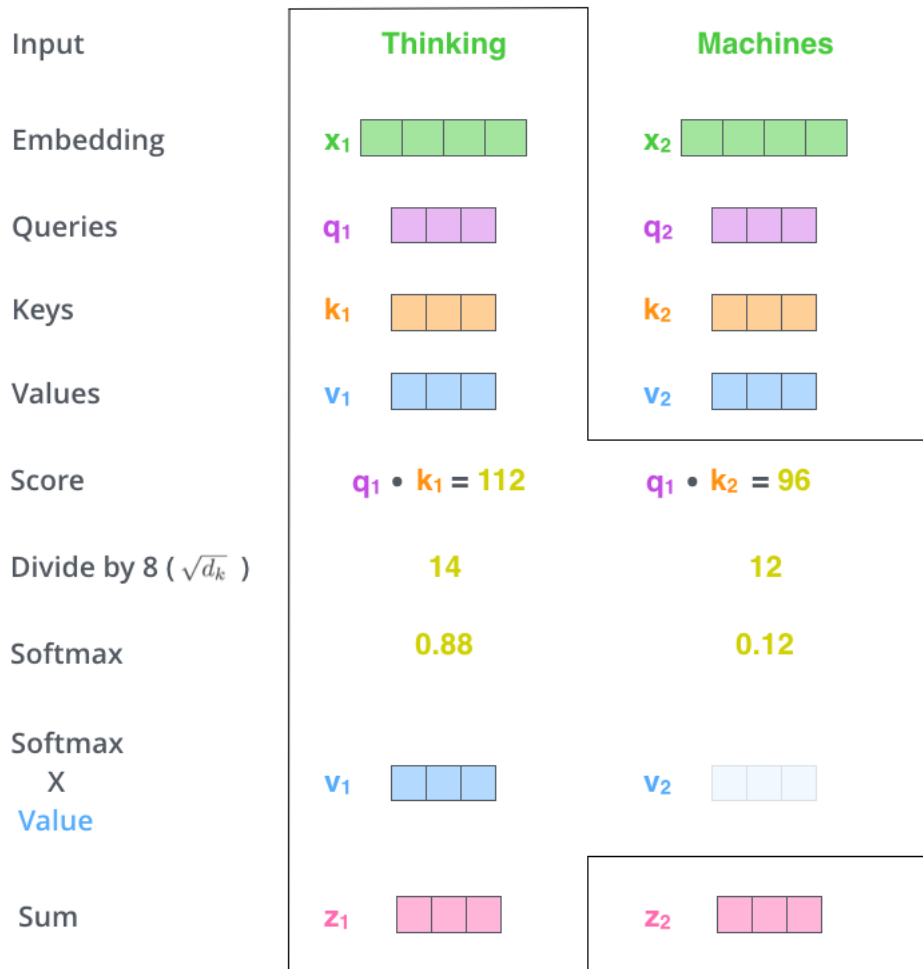 Input Thinking Machines
Embedding x₁ x₂
Queries q₁ q₂
Keys k₁ k₂
Values v₁ v₂
Score q₁ • k₁ = 112 q₁ • k₂ = 96
Divide by 8 ( √dₖ ) 14 12
Softmax 0.88 0.12
Softmax
X
Value v₁ v₂
Sum z₁ z₂